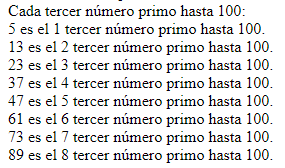 Cada tercer número primo hasta 100:
5 es el 1 tercer número primo hasta 100.
13 es el 2 tercer número primo hasta 100.
23 es el 3 tercer número primo hasta 100.
37 es el 4 tercer número primo hasta 100.
47 es el 5 tercer número primo hasta 100.
61 es el 6 tercer número primo hasta 100.
73 es el 7 tercer número primo hasta 100.
89 es el 8 tercer número primo hasta 100.